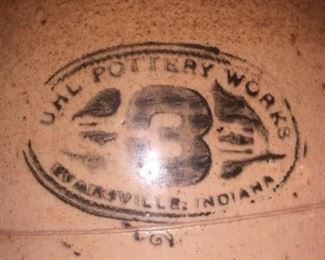 UHL POTTERY WORKS
3
EVANSVILLE, INDIANA